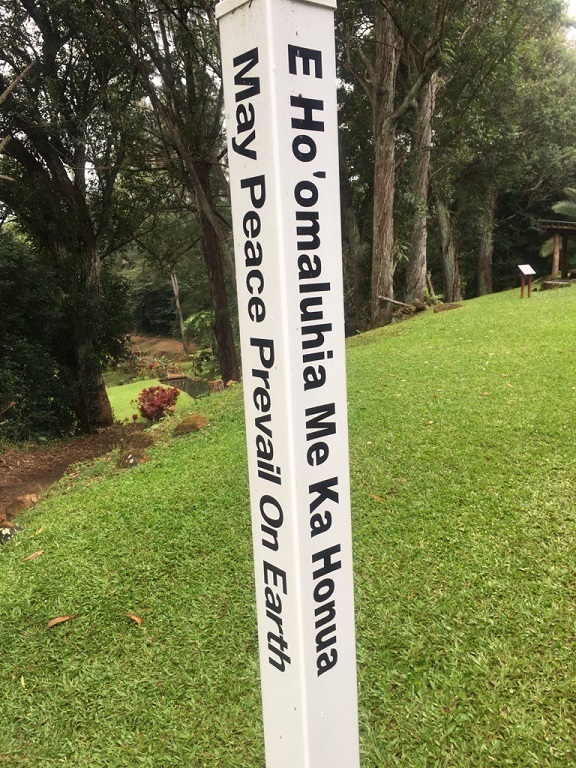 May Peace Prevail On Earth
E Ho'omaluhia Me Ka Honua